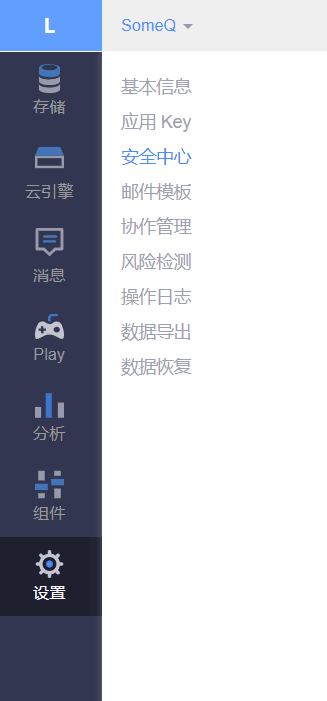 L
SomeQ
存储
云引擎
消息
Play
分析
组件
设置
基本信息
应用 Key
安全中心
邮件模板
协作管理
风险检测
操作日志
数据导出
数据恢复